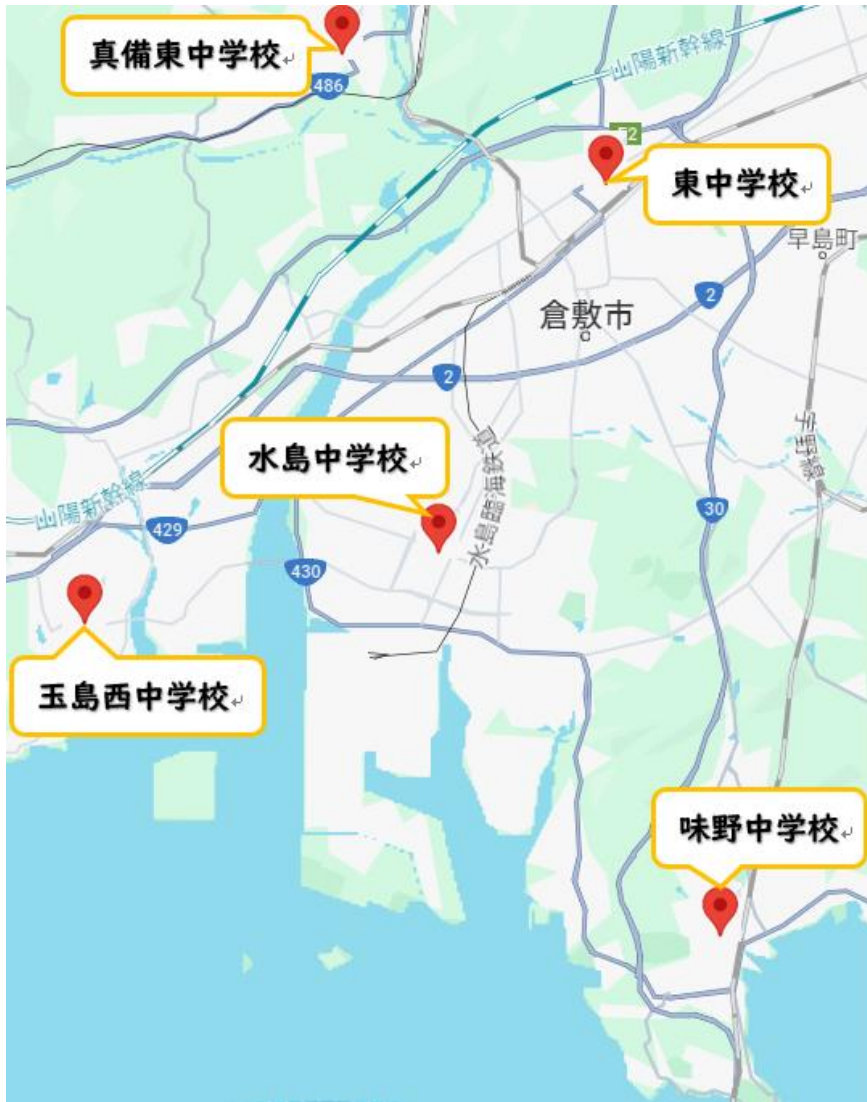 真備東中学校
486
山陽新幹線
E2
東中学校
早島町
2
倉敷市
2
宇野線
水島中学校
水島臨海鉄道
山陽新幹線
429
30
430
玉島西中学校
味野中学校